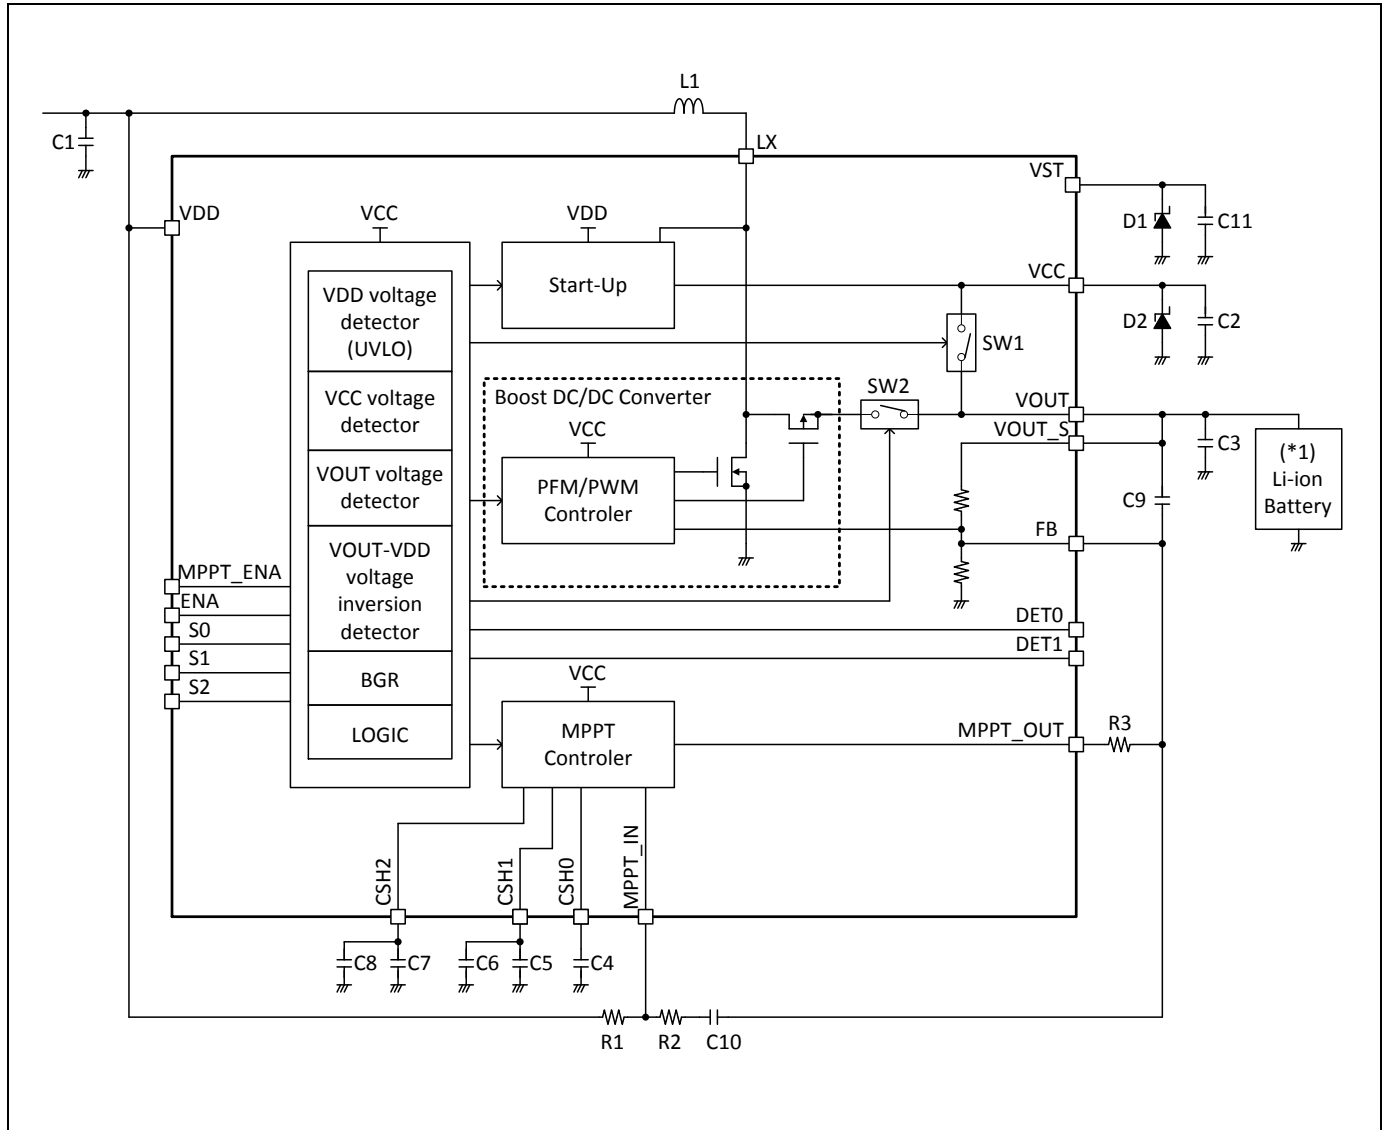 L1
C1
LX
VST
VDD
VCC
VDD
D1
C11
VCC
Start-Up
VDD voltage
detector
(UVLO)
D2
C2
SW1
VCC voltage
detector
SW2
Boost DC/DC Converter
VOUT
VCC
VOUT_S
C3
(*1)
Li-ion
Battery
VOUT voltage
detector
PFM/PWM
Controler
C9
FB
VOUT-VDD
voltage
inversion
detector
MPPT_ENA
ENA
S0
S1
S2
DET0
DET1
BGR
VCC
LOGIC
MPPT
Controler
MPPT_OUT
R3
CSH2
CSH1
CSH0
MPPT_IN
C8
C7
C6
C5
C4
R1
R2
C10